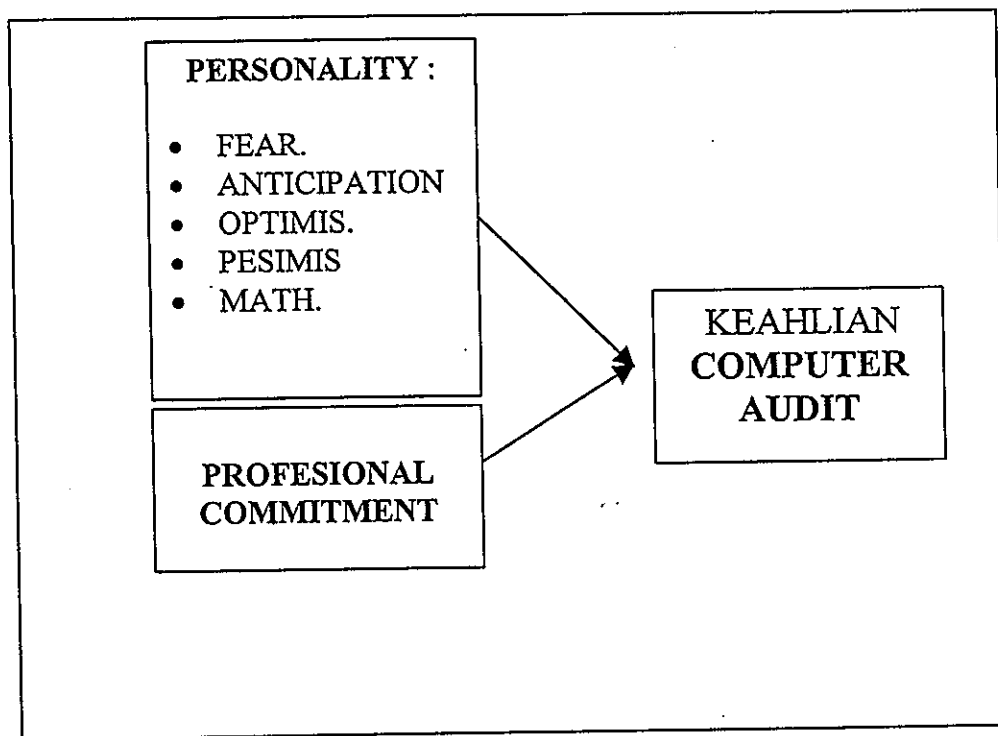 PERSONALITY :
• FEAR.
• ANTICIPATION
• OPTIMIS.
• PESIMIS
• MATH.
PROFESIONAL
COMMITMENT
KEAHLIAN
COMPUTER
AUDIT